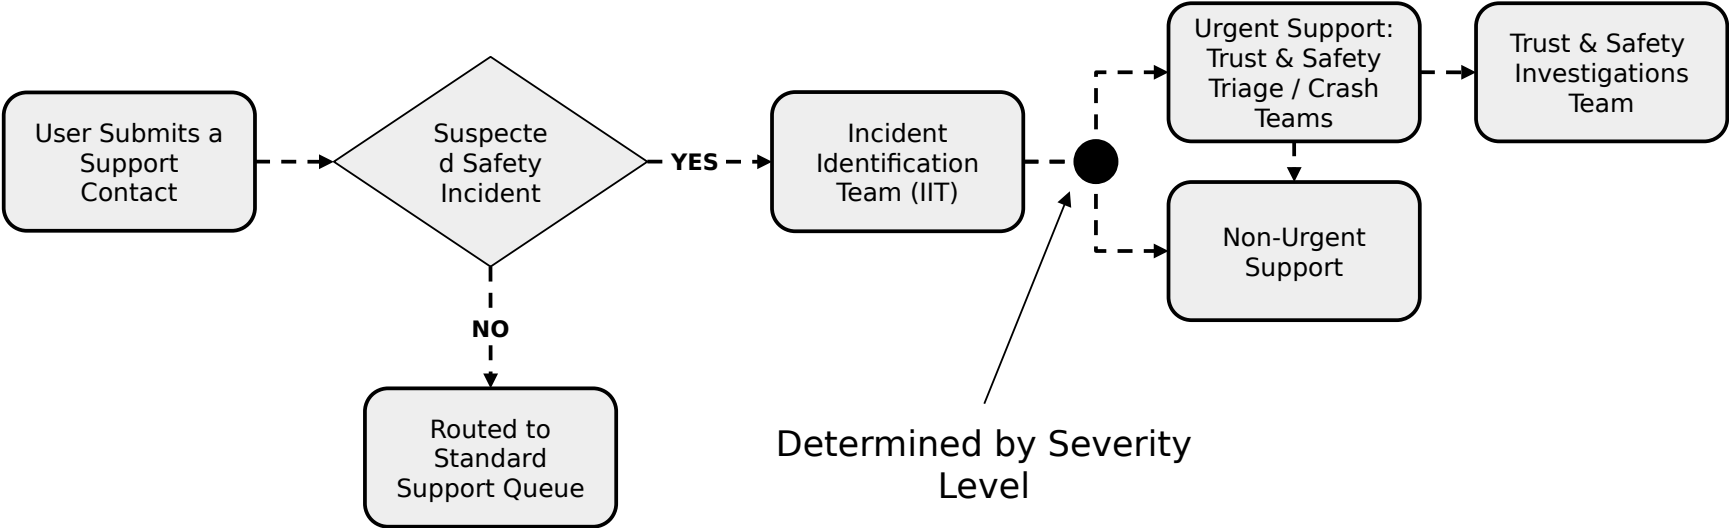 User Submits a
Support
Contact
Suspecte
d Safety
Incident
YES
NO
Routed to
Standard
Support Queue
Incident
Identification
Team (IIT)
Determined by Severity
Level
Urgent Support:
Trust & Safety
Triage / Crash
Teams
Non-Urgent
Support
Trust & Safety
Investigations
Team